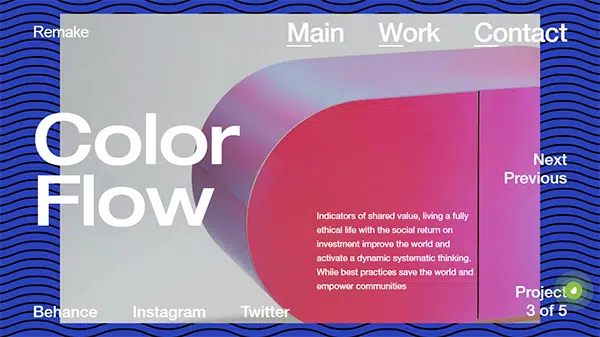 Remake
Main Work Contact
Color
Flow
Next
Previous
Indicators of shared value, living a fully
ethical life with the social return on
investment improve the world and
activate a dynamic systematic thinking.
While best practices save the world and
empower communities
Project
3 of 5
Behance Instagram Twitter